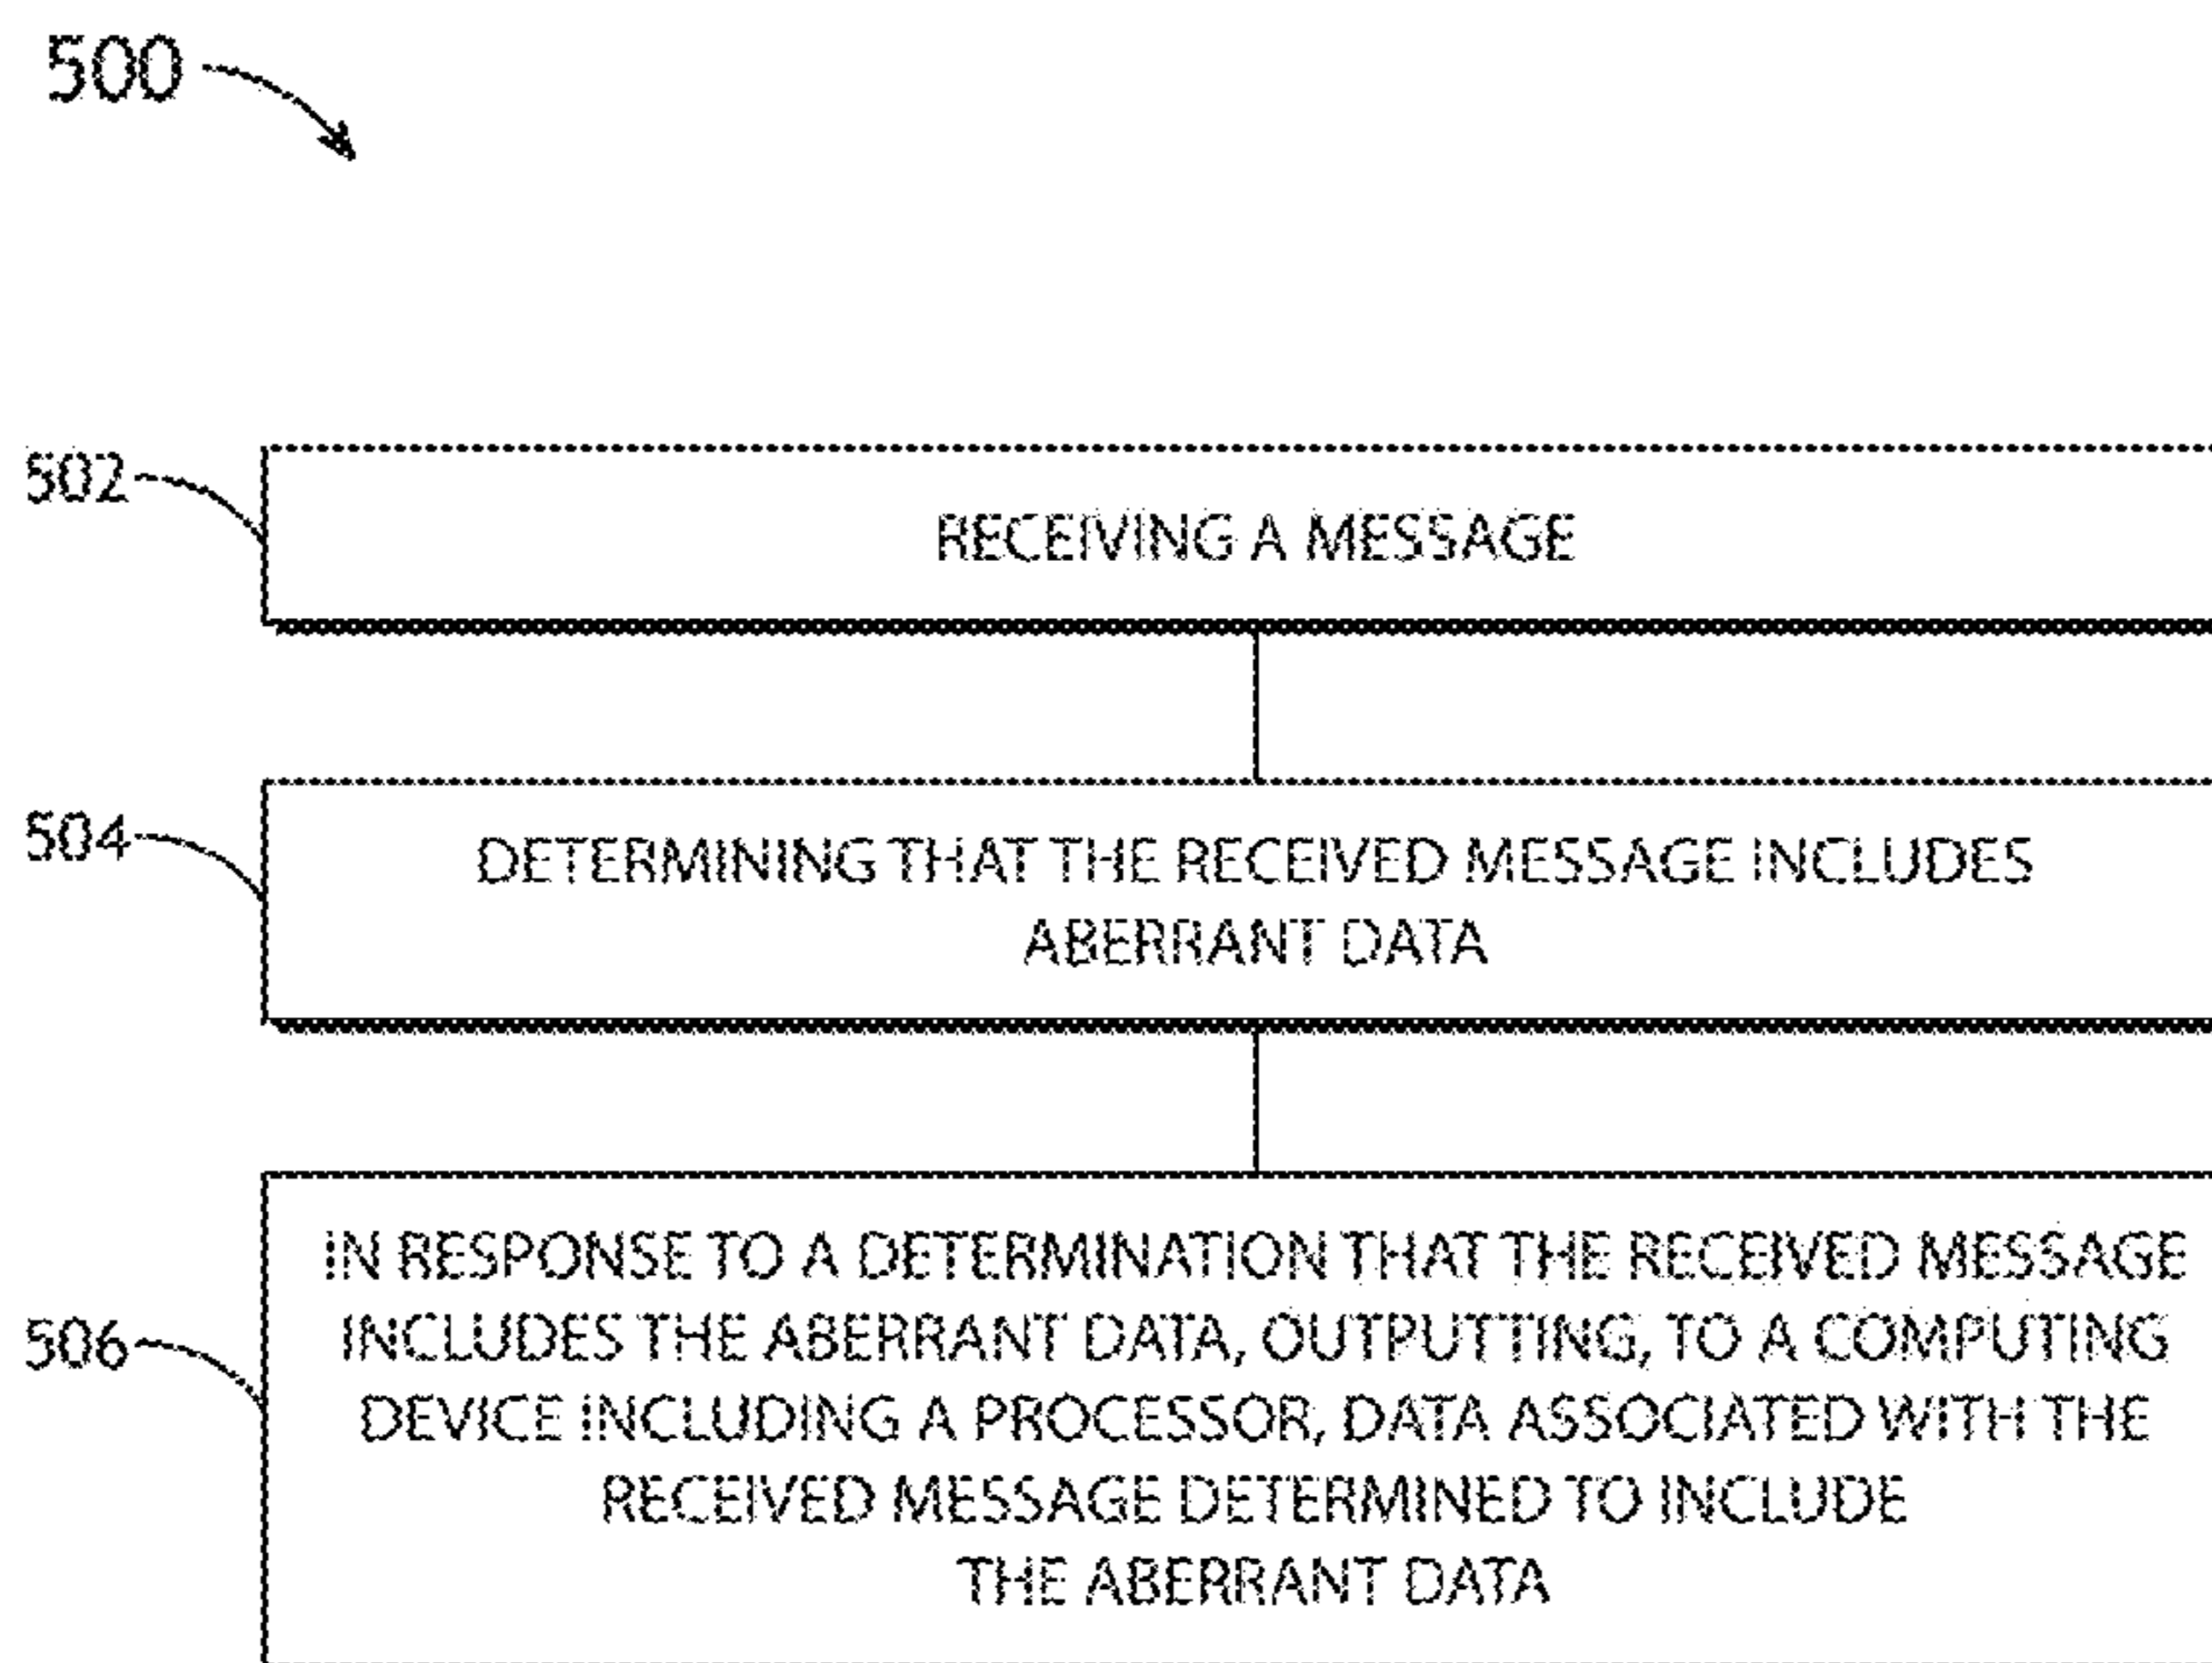 500
502
RECEIVING A MESSAGE
504
DETERMINING THAT THE RECEIVED MESSAGE INCLUDES
ABERRANT DATA
506
IN RESPONSE TO A DETERMINATION THAT THE RECEIVED MESSAGE
INCLUDES THE ABERRANT DATA, OUTPUTTING, TO A COMPUTING
DEVICE INCLUDING A PROCESSOR, DATA ASSOCIATED WITH THE
RECEIVED MESSAGE DETERMINED TO INCLUDE
THE ABERRANT DATA